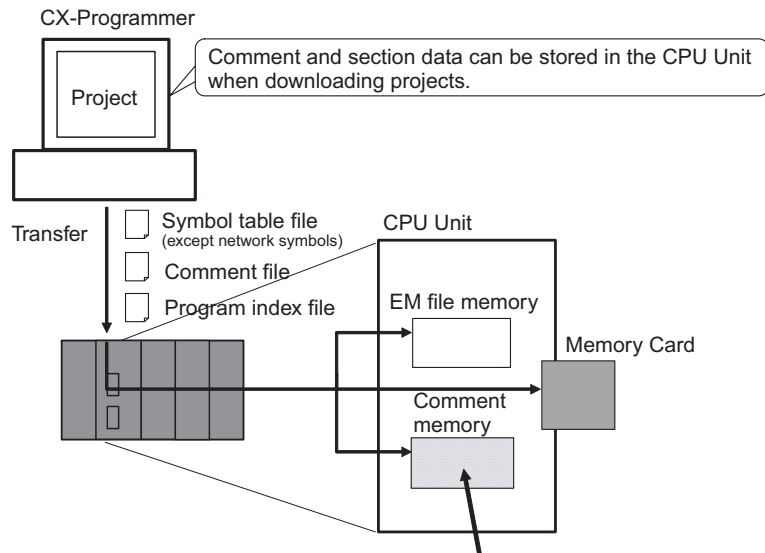 CX-Programmer
Comment and section data can be stored in the CPU Unit
when downloading projects.
Project
Transfer
Symbol table file
(except network symbols)
Comment file
Program index file
CPU Unit
EM file memory
Memory Card
Comment
memory